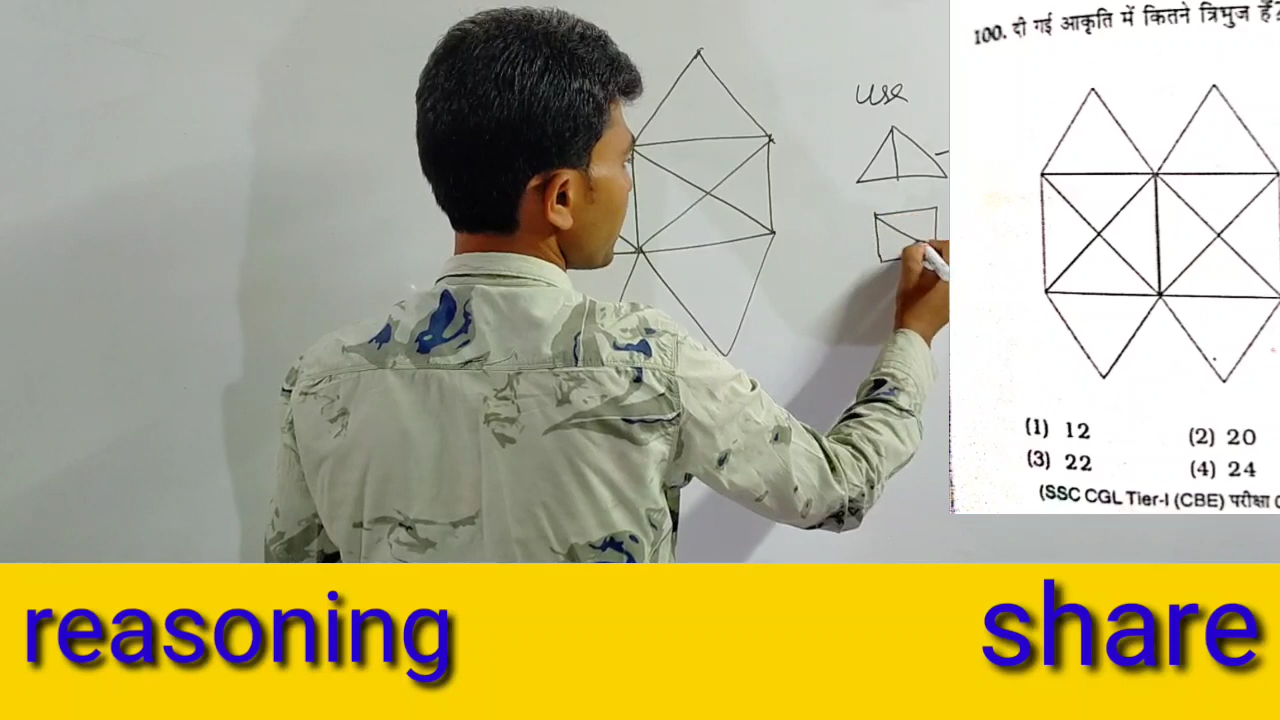 use
100. दी गई आकृति में कितने त्रिभुज हैं?
(1) 12
(2) 20
(3) 22
(4) 24
(SSC CGL Tier-I (CBE) परीक्षा
reasoning
share